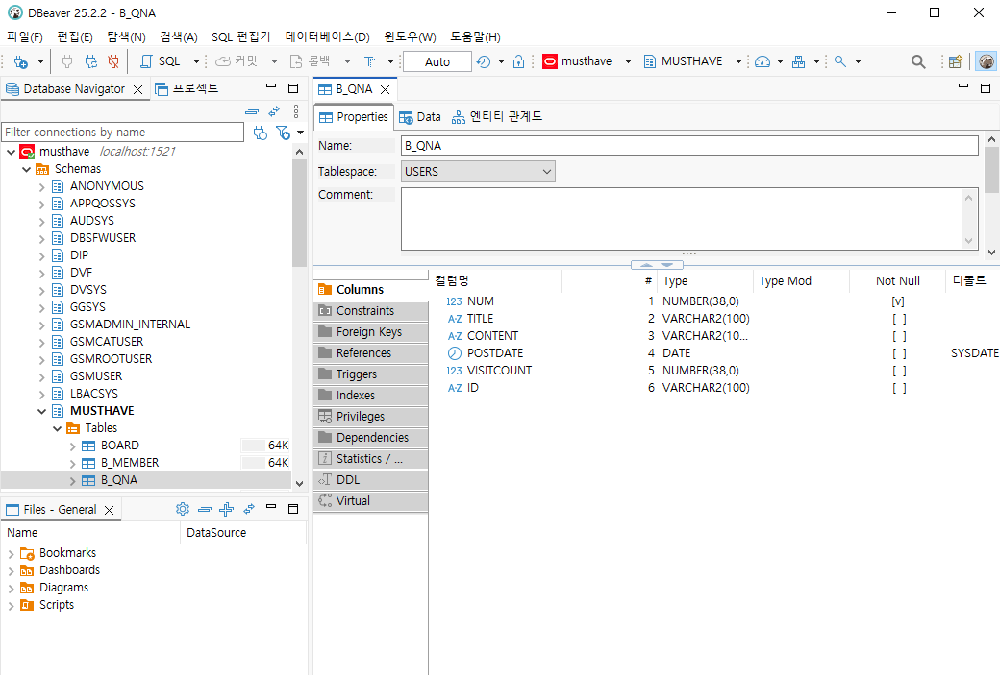 DBeaver 25.2.2 - B_QNA
파일(F) 편집(E) 탐색(N) 검색(A) SQL 편집기 데이터베이스(D) 윈도우(W) 도움말(H)
SQL 커밋 롤백 T Auto musthave MUSTHAVE
Database Navigator 프로젝트
Filter connections by name
musthave localhost:1521
Schemas
ANONYMOUS
APPQOSSYS
AUDSYS
DBSFWUSER
DIP
DVF
DVSYS
GGSYS
GSMADMIN_INTERNAL
GSMCATUSER
GSMROOTUSER
GSMUSER
LBACSYS
MUSTHAVE
Tables
BOARD 64K
B_MEMBER 64K
B_QNA
Files - General
Name DataSource
Bookmarks
Dashboards
Diagrams
Scripts
B_QNA
Properties Data 엔티티 관계도
Name: B_QNA
Tablespace: USERS
Comment:
Columns
Constraints
Foreign Keys
References
Triggers
Indexes
Privileges
Dependencies
Statistics / ...
DDL
Virtual
컬럼명 # Type Type Mod Not Null 디폴트
123 NUM 1 NUMBER(38,0) [v]
A-Z TITLE 2 VARCHAR2(100) [ ]
A-Z CONTENT 3 VARCHAR2(10... [ ]
POSTDATE 4 DATE [ ] SYSDATE
123 VISITCOUNT 5 NUMBER(38,0) [ ]
A-Z ID 6 VARCHAR2(100) [ ]